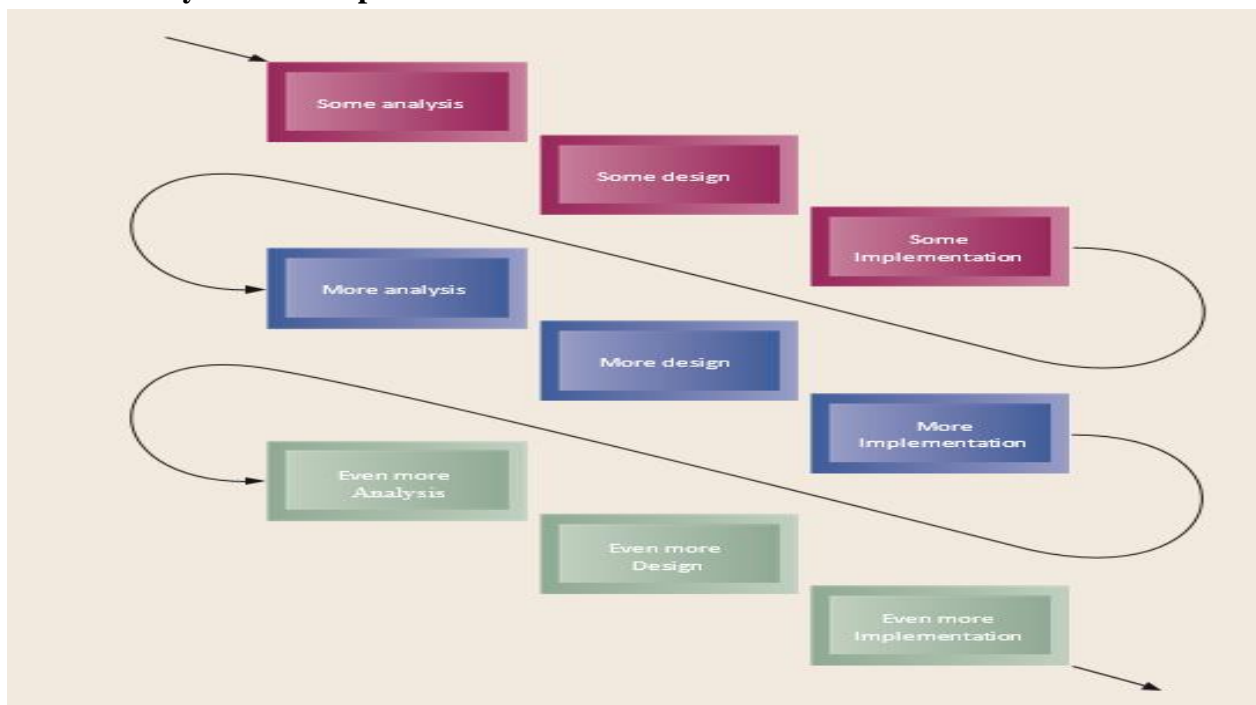 Some analysis
Some design
Some
Implementation
More analysis
More design
More
Implementation
Even more
Analysis
Even more
Design
Even more
Implementation